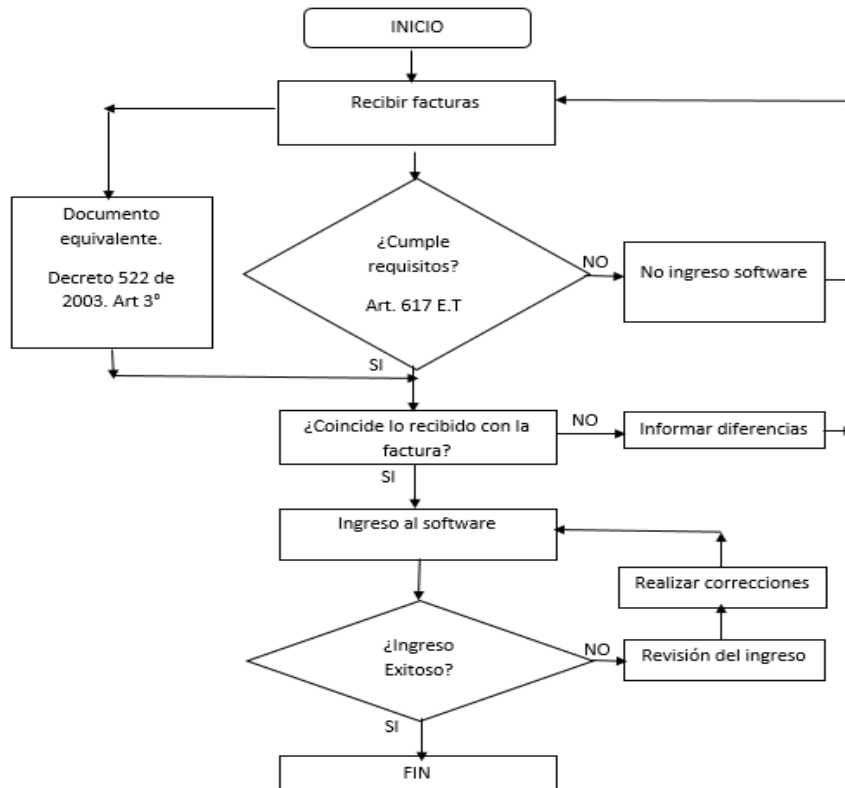 INICIO
Recibir facturas
Documento
equivalente.
Decreto 522 de
2003. Art 3°
¿Cumple
requisitos?
Art. 617 E.T
NO
No ingreso software
SI
¿Coincide lo recibido con la
factura?
NO
Informar diferencias
SI
Ingreso al software
Realizar correcciones
¿Ingreso
Exitoso?
NO
Revisión del ingreso
SI
FIN